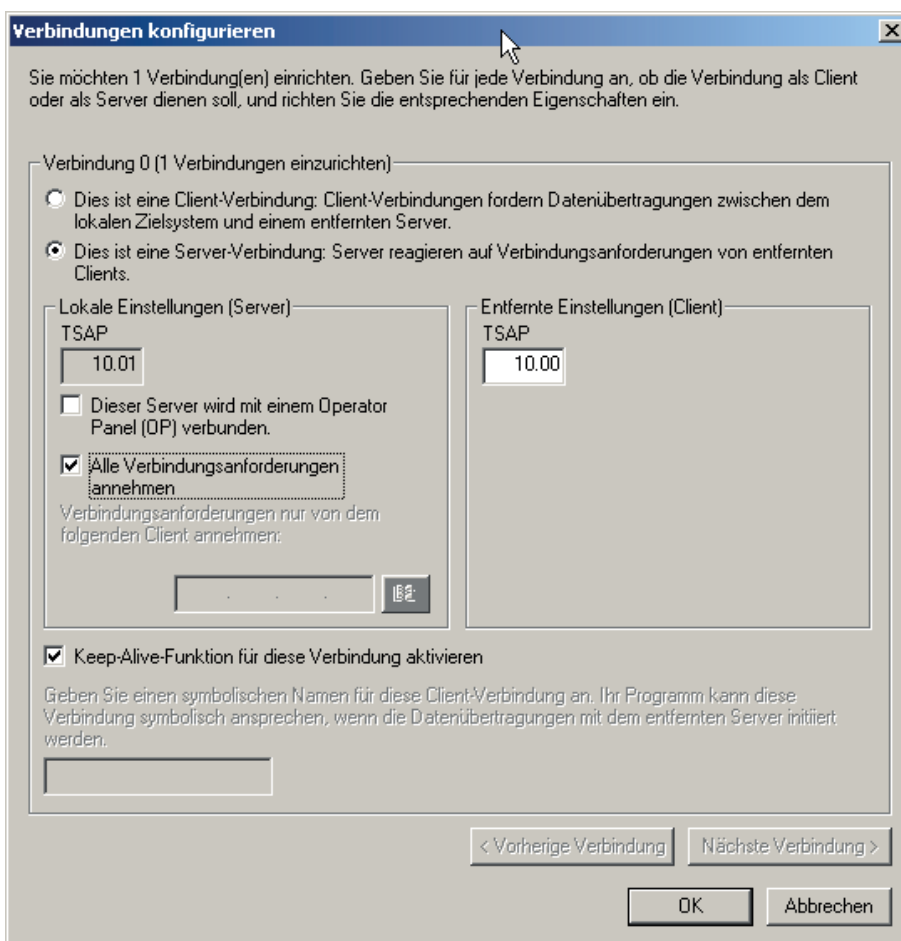 Verbindungen konfigurieren
Sie möchten 1 Verbindung(en) einrichten. Geben Sie für jede Verbindung an, ob die Verbindung als Client
oder als Server dienen soll, und richten Sie die entsprechenden Eigenschaften ein.
Verbindung 0 (1 Verbindungen einzurichten)
Dies ist eine Client-Verbindung: Client-Verbindungen fordern Datenübertragungen zwischen dem
lokalen Zielsystem und einem entfernten Server.
Dies ist eine Server-Verbindung: Server reagieren auf Verbindungsanforderungen von entfernten
Clients.
Lokale Einstellungen (Server)
TSAP
10.01
Dieser Server wird mit einem Operator
Panel (OP) verbunden.
Alle Verbindungsanforderungen
annehmen
Verbindungsanforderungen nur von dem
folgenden Client annehmen:
. . .
Entfernte Einstellungen (Client)
TSAP
10.00
Keep-Alive-Funktion für diese Verbindung aktivieren
Geben Sie einen symbolischen Namen für diese Client-Verbindung an. Ihr Programm kann diese
Verbindung symbolisch ansprechen, wenn die Datenübertragungen mit dem entfernten Server initiiert
werden.
< Vorherige Verbindung
Nächste Verbindung >
OK
Abbrechen